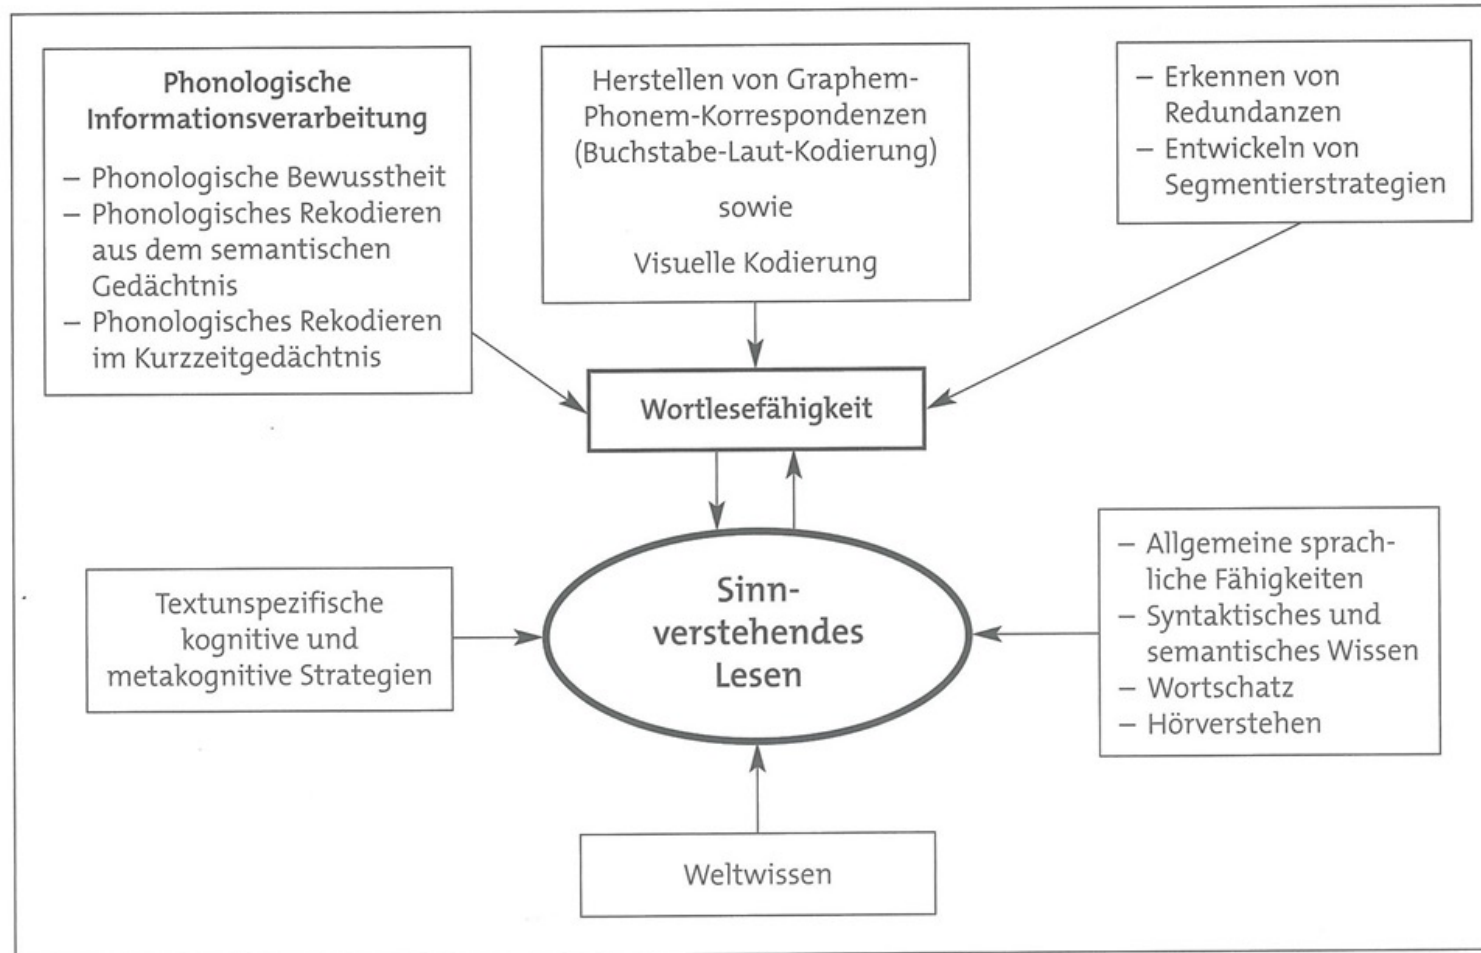 Phonologische
Informationsverarbeitung
– Phonologische Bewusstheit
– Phonologisches Rekodieren
aus dem semantischen
Gedächtnis
– Phonologisches Rekodieren
im Kurzzeitgedächtnis
Herstellen von Graphem-
Phonem-Korrespondenzen
(Buchstabe-Laut-Kodierung)
sowie
Visuelle Kodierung
– Erkennen von
Redundanzen
– Entwickeln von
Segmentierstrategien
Wortlesefähigkeit
Textunspezifische
kognitive und
metakognitive Strategien
Sinn-
verstehendes
Lesen
– Allgemeine sprach-
liche Fähigkeiten
– Syntaktisches und
semantisches Wissen
– Wortschatz
– Hörverstehen
Weltwissen